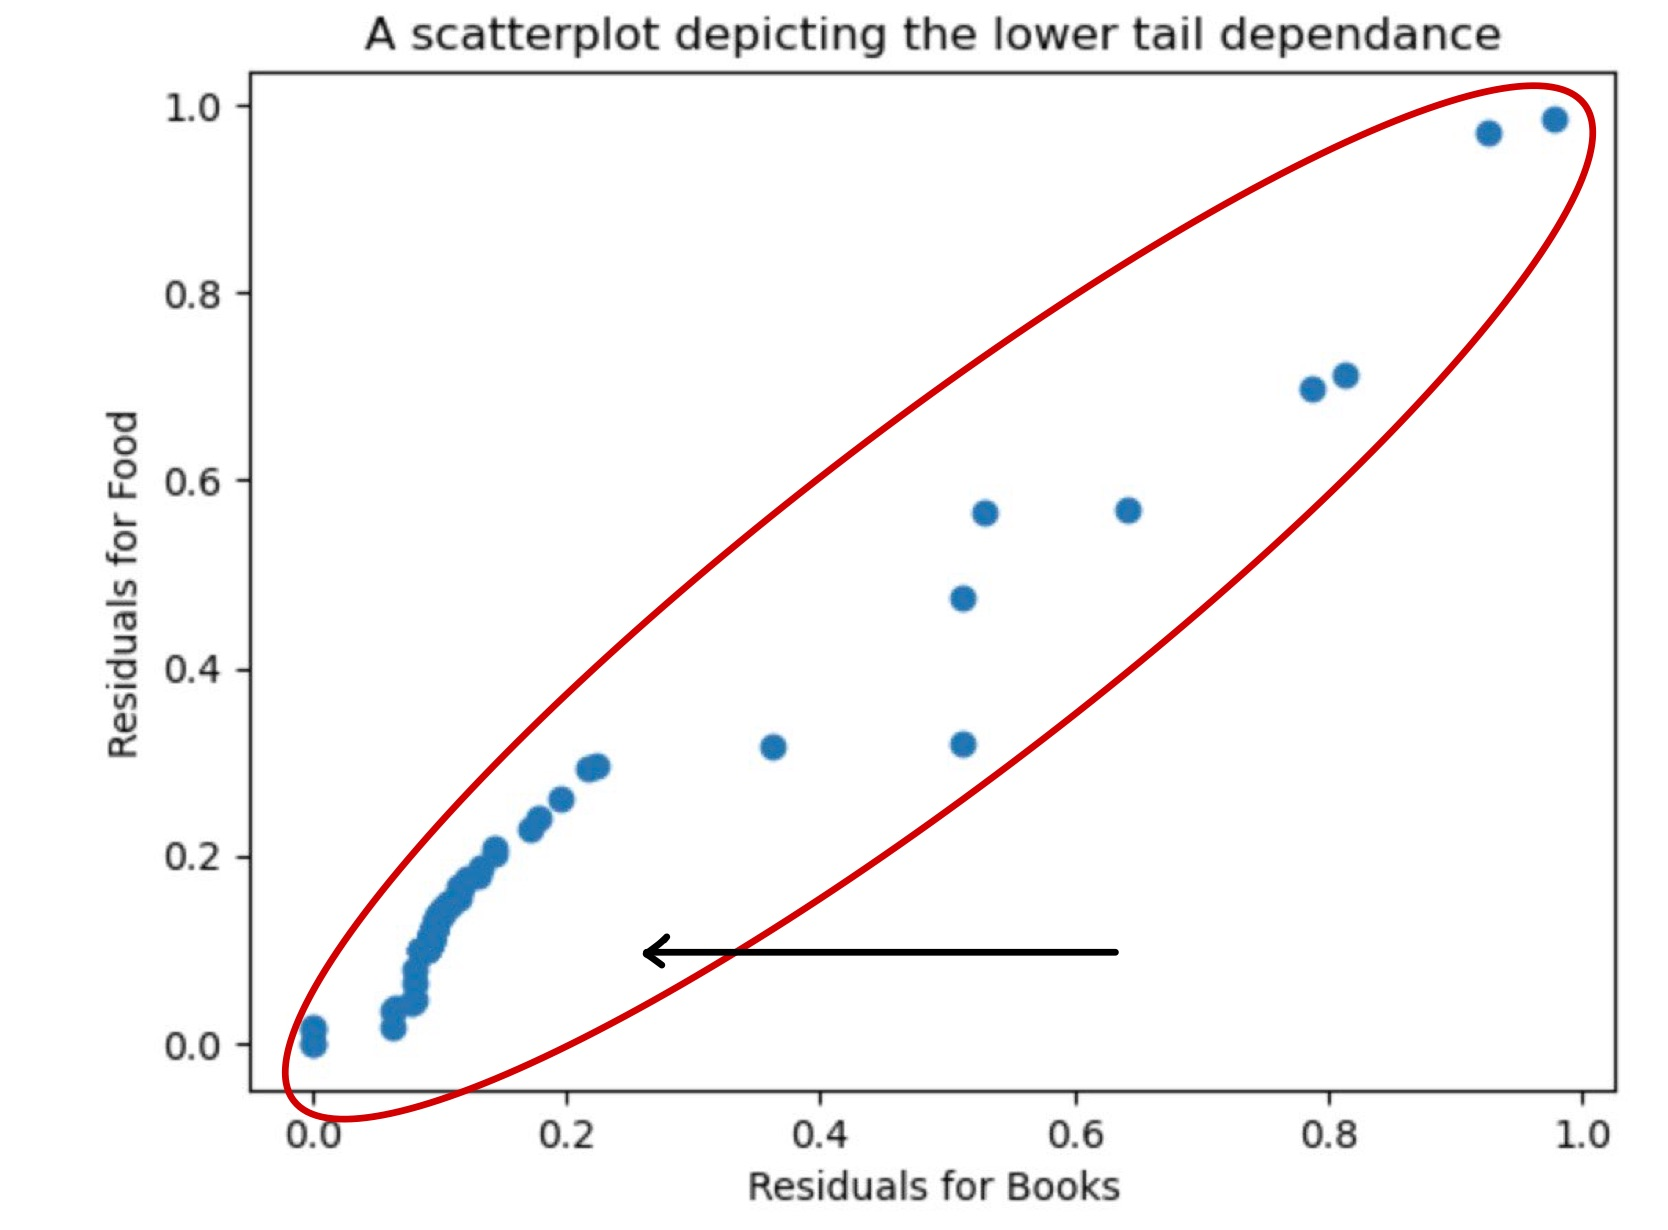 A scatterplot depicting the lower tail dependance
1.0
0.8
0.6
0.4
0.2
0.0
Residuals for Food
0.0 0.2 0.4 0.6 0.8 1.0
Residuals for Books